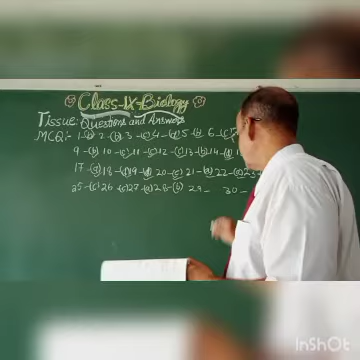 Class-IX-Biology
Tissue: Questions and Answers
MCQ:- 1-(a) 2-(b) 3-(c) 4-(b) 5-(b) 6-(c)
9-(b) 10-(c) 11-(c) 12-(c) 13-(b) 14-(d)
17-(a) 18-(b) 19-(d) 20-(c) 21-(a) 22-(a)
25-(c) 26-(c) 27-(a) 28-(b) 29- 30-
InShOt